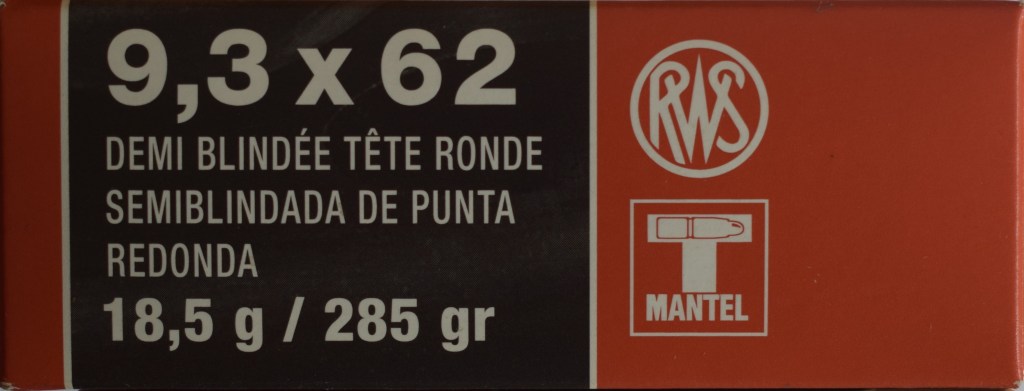 9,3 x 62
DEMI BLINDÉE TÊTE RONDE
SEMIBLINDADA DE PUNTA
REDONDA
18,5 g / 285 gr
RWS
T
MANTEL